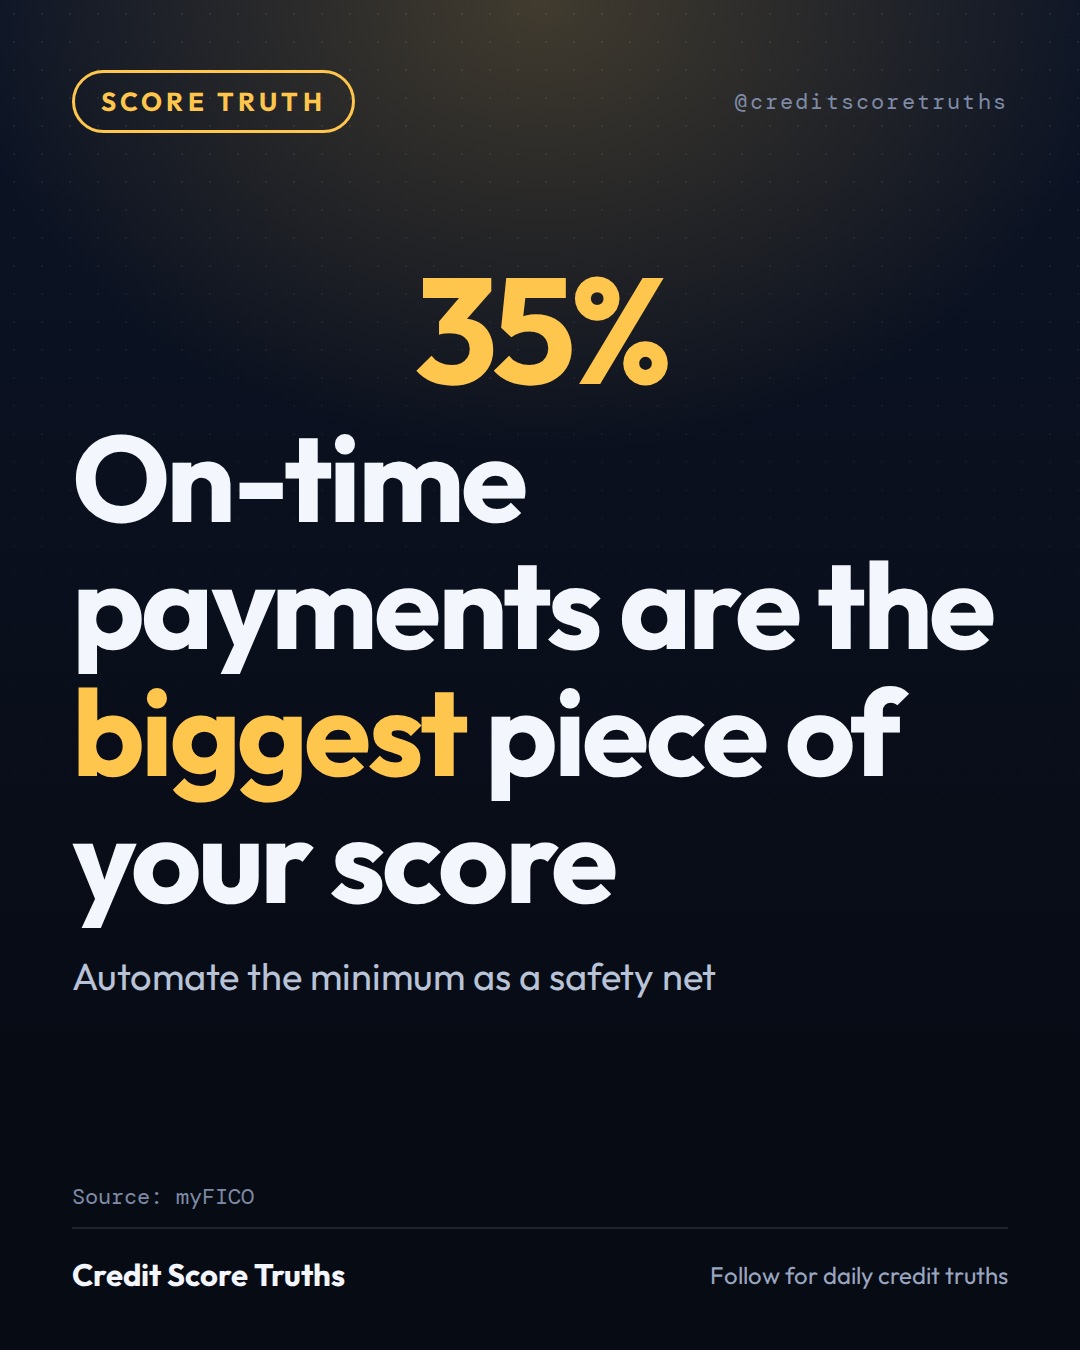 SCORE TRUTH
@creditscoretruths
35%
On-time
payments are the
biggest piece of
your score
Automate the minimum as a safety net
Source: myFICO
Credit Score Truths
Follow for daily credit truths